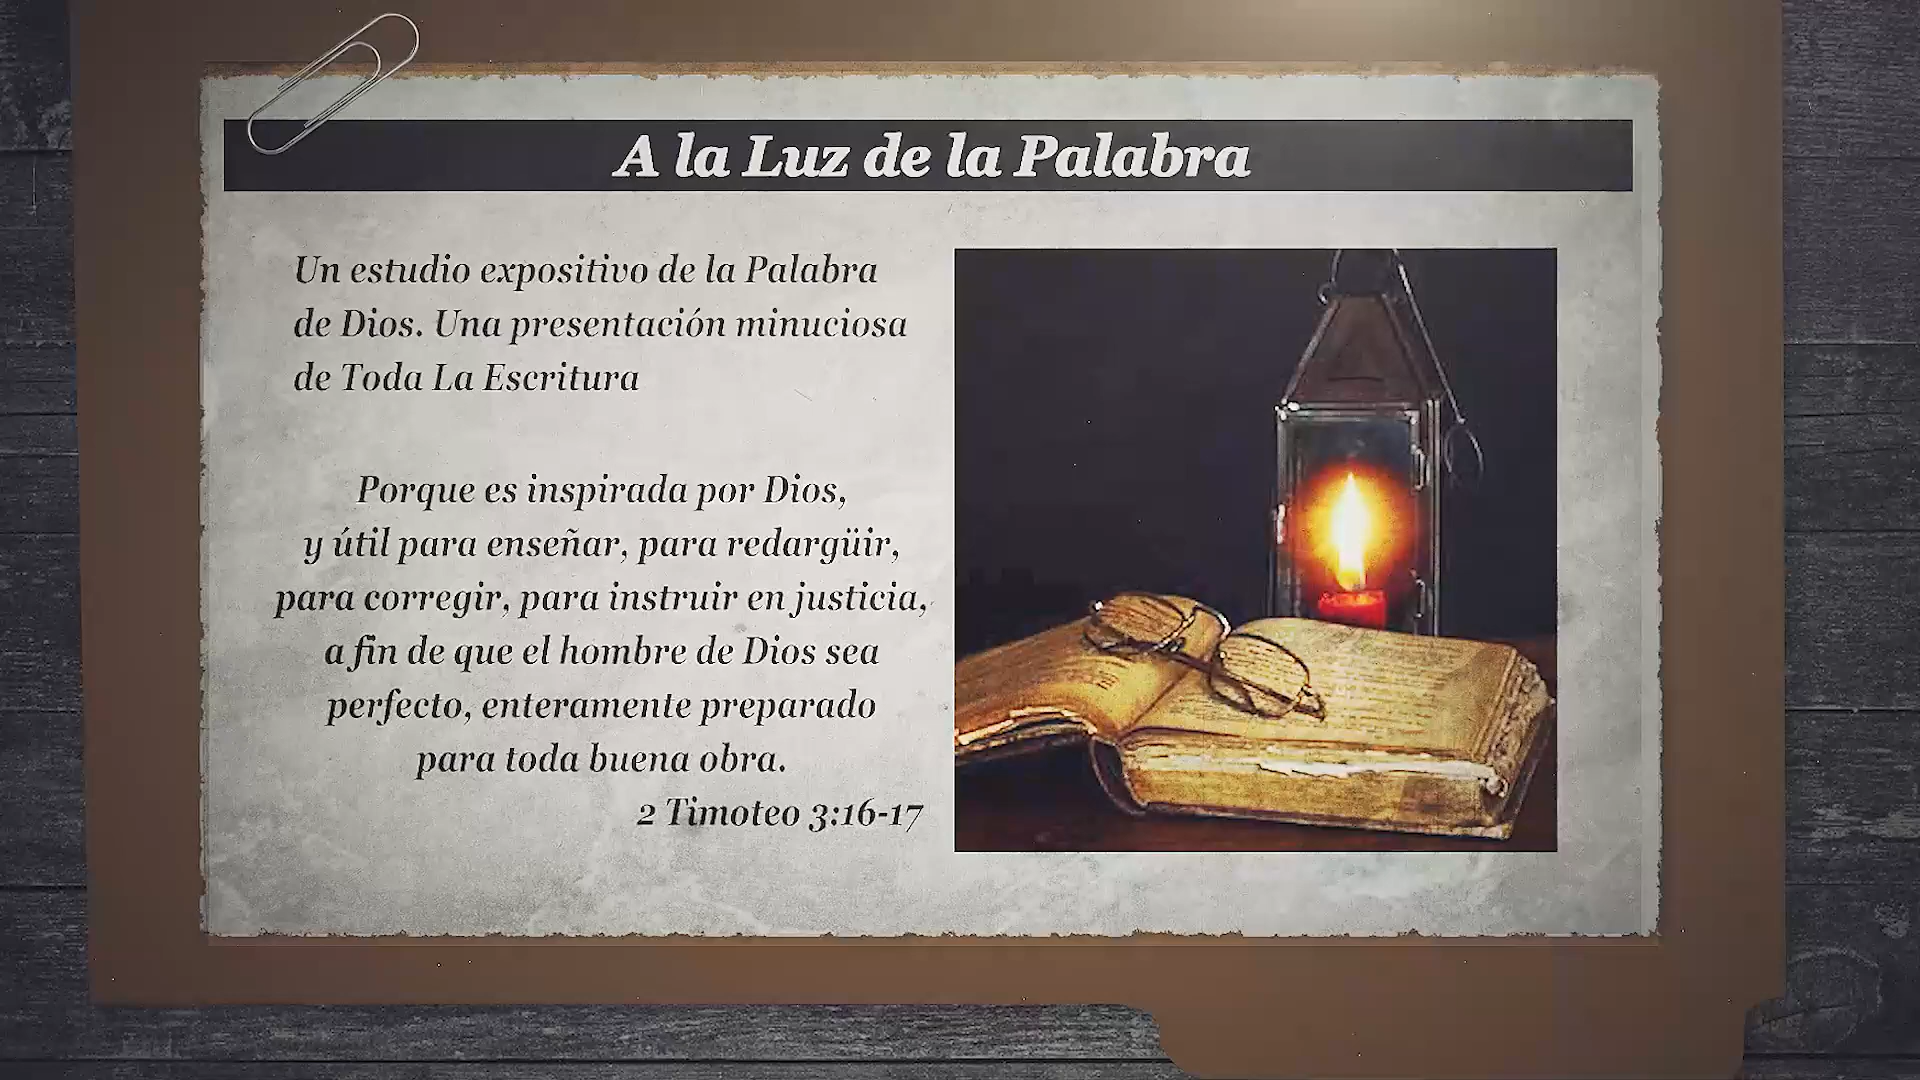 A la Luz de la Palabra
Un estudio expositivo de la Palabra
de Dios. Una presentación minuciosa
de Toda La Escritura
Porque es inspirada por Dios,
y útil para enseñar, para redargüir,
para corregir, para instruir en justicia,
a fin de que el hombre de Dios sea
perfecto, enteramente preparado
para toda buena obra.
2 Timoteo 3:16-17